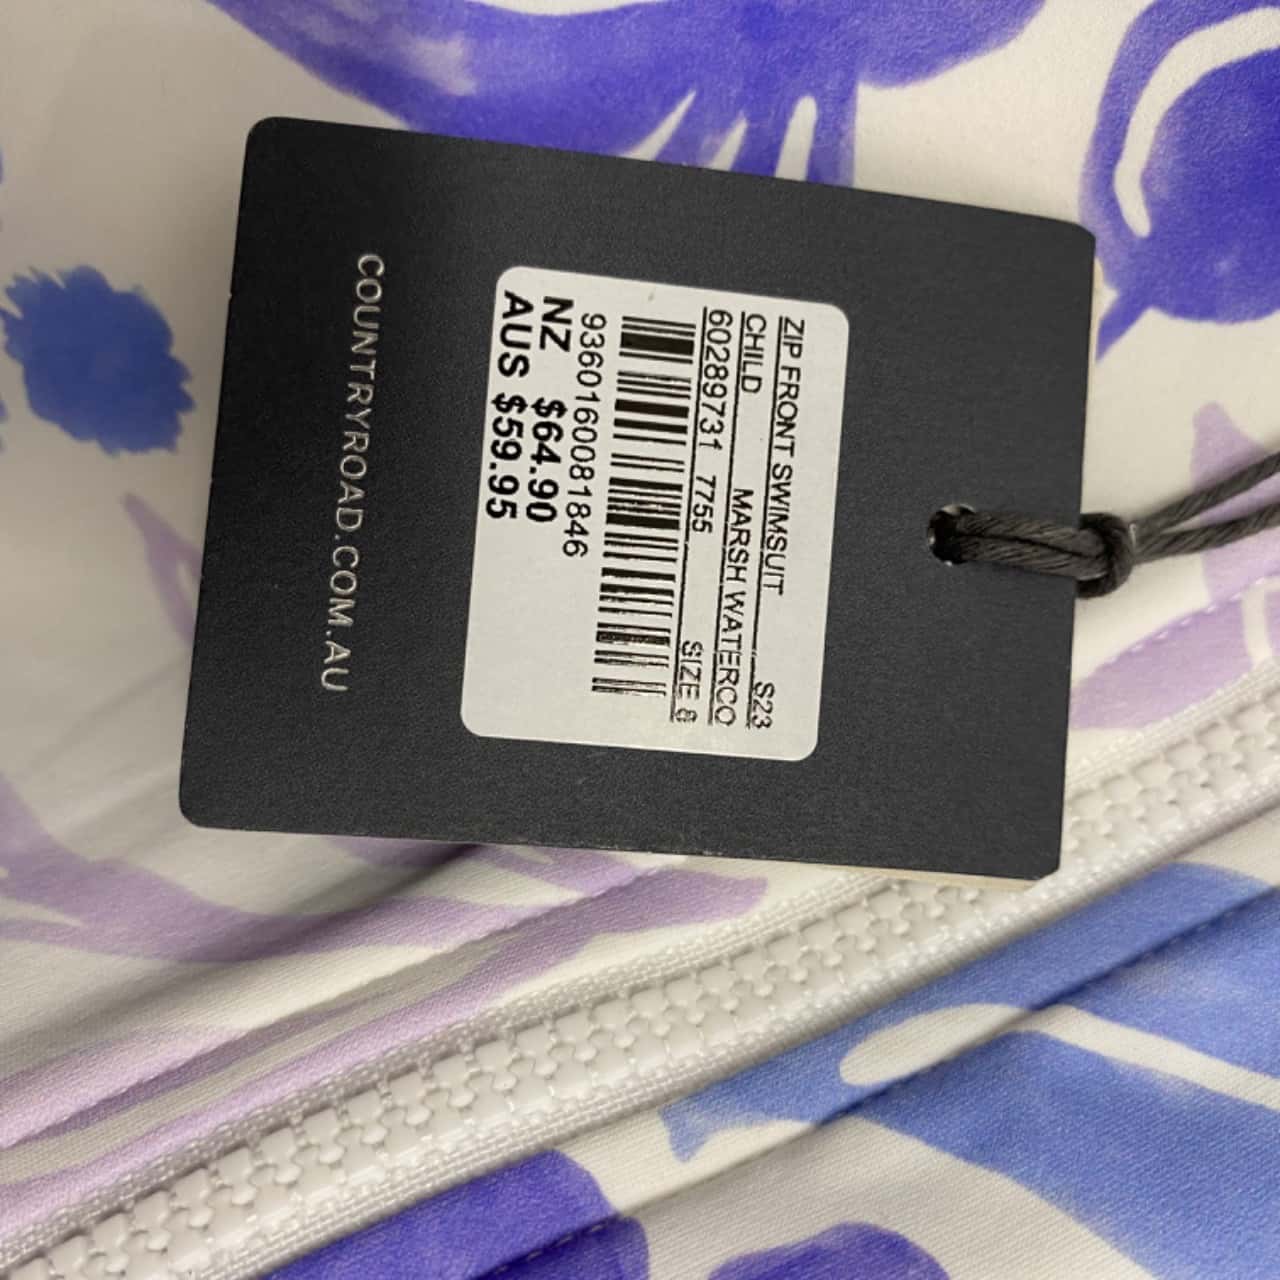 ZIP FRONT SWIMSUIT S23
CHILD MARSH WATERCO
60289731 7755 SIZE 8
9360160081846
NZ $64.90
AUS $59.95
COUNTRYROAD.COM.AU